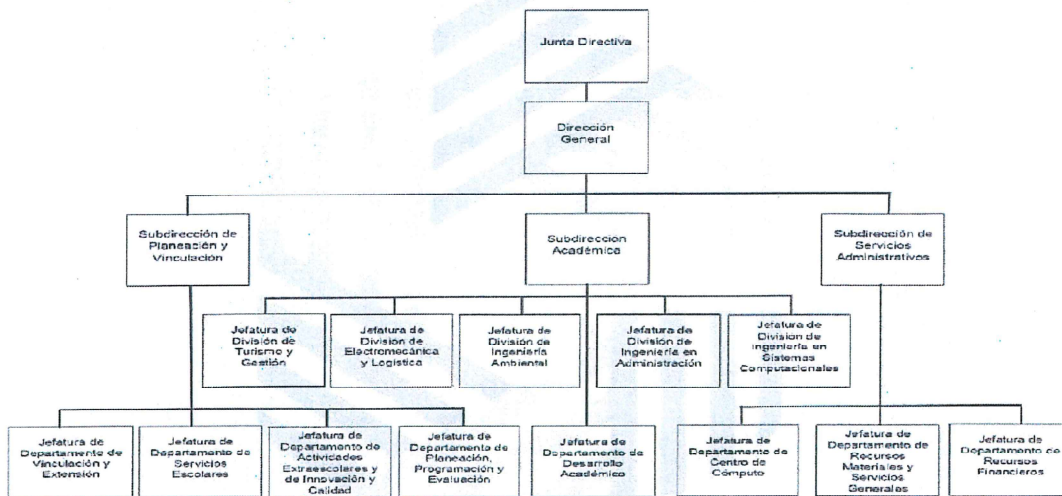 Junta Directiva
Dirección
General
Subdirección de
Planeación y
Vinculación
Subdirección
Académica
Subdirección de
Servicios
Administrativos
Jefatura de
División de
Turismo y
Gestión
Jefatura de
División de
Electromecánica
y Logística
Jefatura de
División de
Ingeniería
Ambiental
Jefatura de
División de
Ingeniería en
Administración
Jefatura de
División de
Ingeniería en
Sistemas
Computacionales
Jefatura de
Departamento de
Vinculación y
Extensión
Jefatura de
Departamento de
Servicios
Escolares
Jefatura de
Departamento de
Actividades
Extraescolares y
de Innovación y
Calidad
Jefatura de
Departamento de
Planeación,
Programación y
Evaluación
Jefatura de
Departamento de
Desarrollo
Académico
Jefatura de
Departamento de
Centro de
Cómputo
Jefatura de
Departamento de
Recursos
Materiales y
Servicios
Generales
Jefatura de
Departamento de
Recursos
Financieros